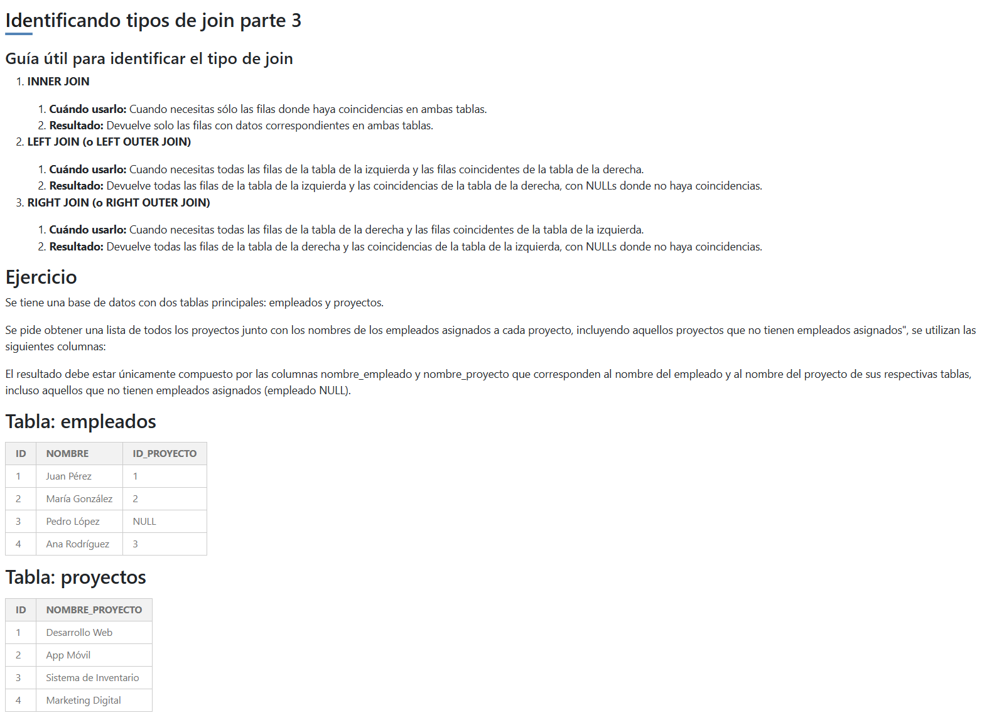 Identificando tipos de join parte 3
Guía útil para identificar el tipo de join
1. INNER JOIN
1. Cuándo usarlo: Cuando necesitas sólo las filas donde haya coincidencias en ambas tablas.
2. Resultado: Devuelve solo las filas con datos correspondientes en ambas tablas.
2. LEFT JOIN (o LEFT OUTER JOIN)
1. Cuándo usarlo: Cuando necesitas todas las filas de la tabla de la izquierda y las filas coincidentes de la tabla de la derecha.
2. Resultado: Devuelve todas las filas de la tabla de la izquierda y las coincidencias de la tabla de la derecha, con NULLs donde no haya coincidencias.
3. RIGHT JOIN (o RIGHT OUTER JOIN)
1. Cuándo usarlo: Cuando necesitas todas las filas de la tabla de la derecha y las filas coincidentes de la tabla de la izquierda.
2. Resultado: Devuelve todas las filas de la tabla de la derecha y las coincidencias de la tabla de la izquierda, con NULLs donde no haya coincidencias.
Ejercicio
Se tiene una base de datos con dos tablas principales: empleados y proyectos.
Se pide obtener una lista de todos los proyectos junto con los nombres de los empleados asignados a cada proyecto, incluyendo aquellos proyectos que no tienen empleados asignados", se utilizan las
siguientes columnas:
El resultado debe estar únicamente compuesto por las columnas nombre_empleado y nombre_proyecto que corresponden al nombre del empleado y al nombre del proyecto de sus respectivas tablas,
incluso aquellos que no tienen empleados asignados (empleado NULL).
Tabla: empleados
ID NOMBRE ID_PROYECTO
1 Juan Pérez 1
2 María González 2
3 Pedro López NULL
4 Ana Rodríguez 3
Tabla: proyectos
ID NOMBRE_PROYECTO
1 Desarrollo Web
2 App Móvil
3 Sistema de Inventario
4 Marketing Digital